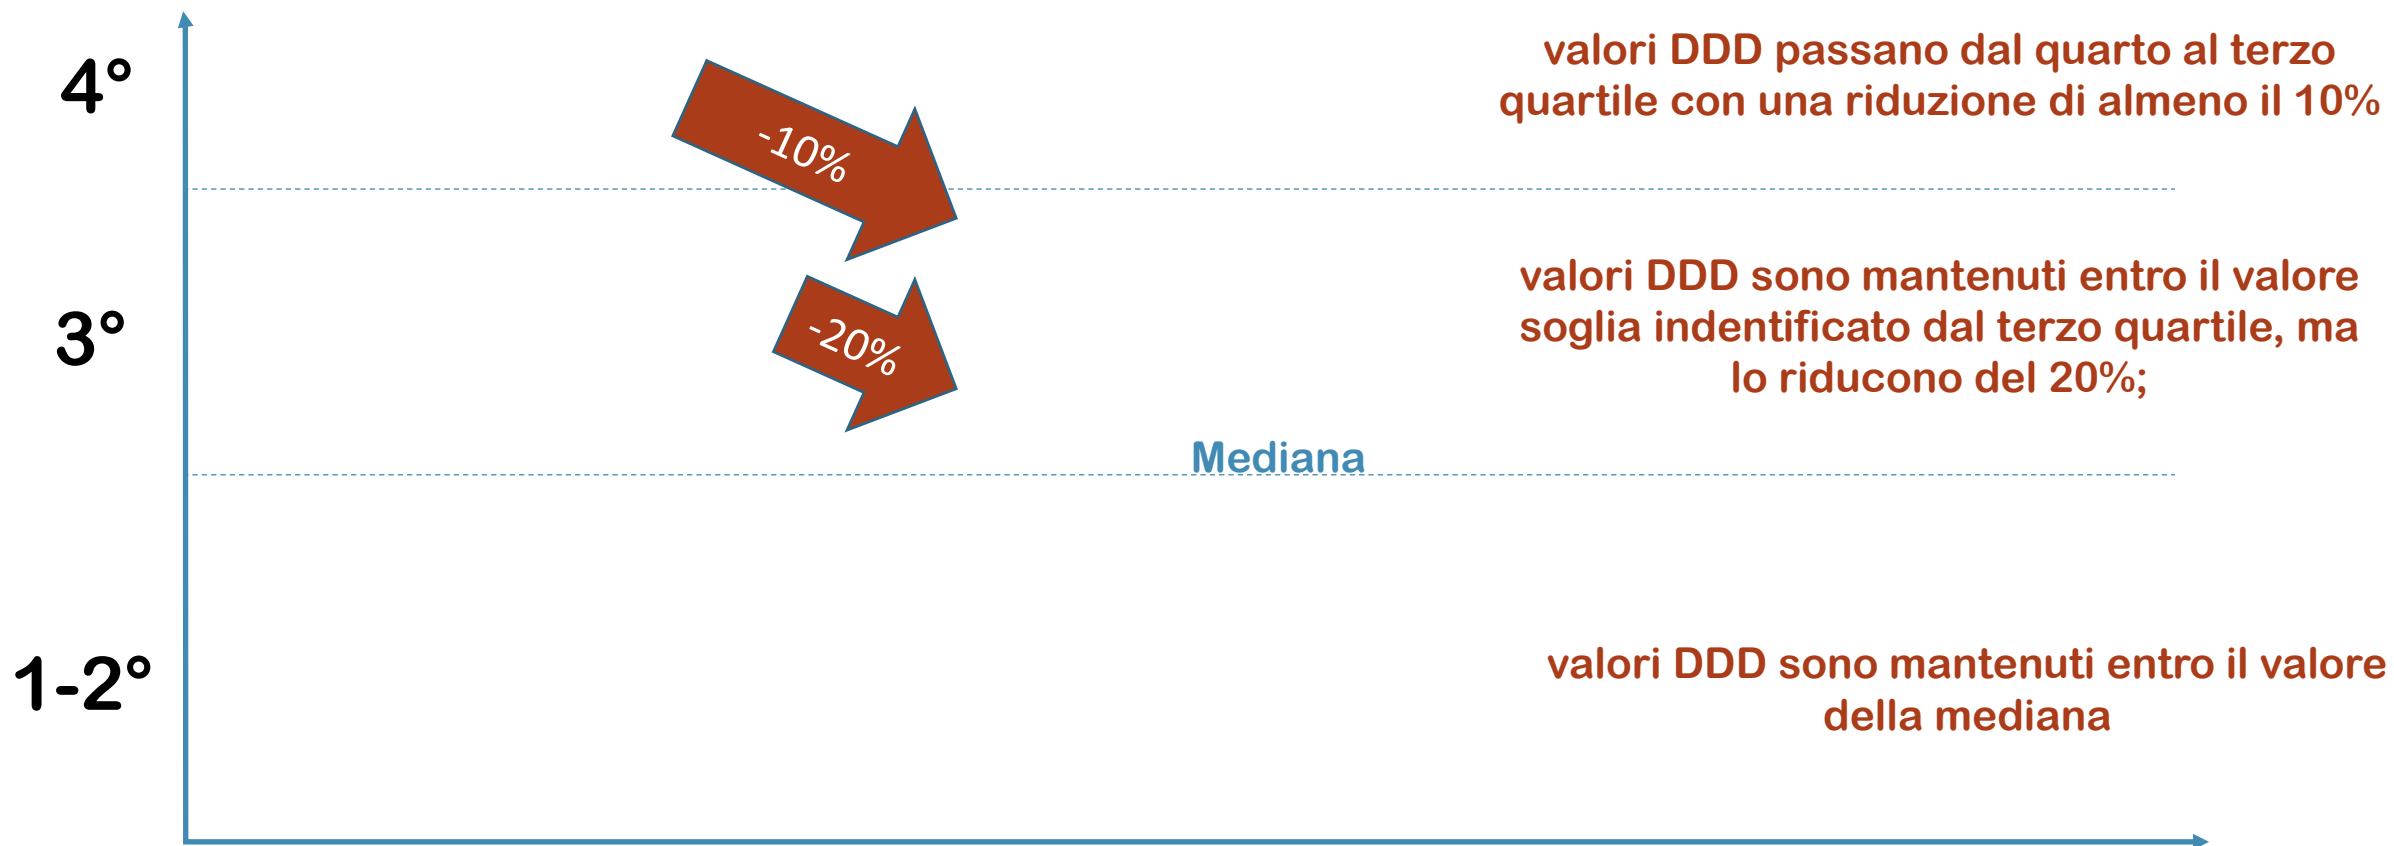 4°
valori DDD passano dal quarto al terzo
quartile con una riduzione di almeno il 10%
-10%
3°
valori DDD sono mantenuti entro il valore
soglia indentificato dal terzo quartile, ma
lo riducono del 20%;
-20%
Mediana
1-2°
valori DDD sono mantenuti entro il valore
della mediana